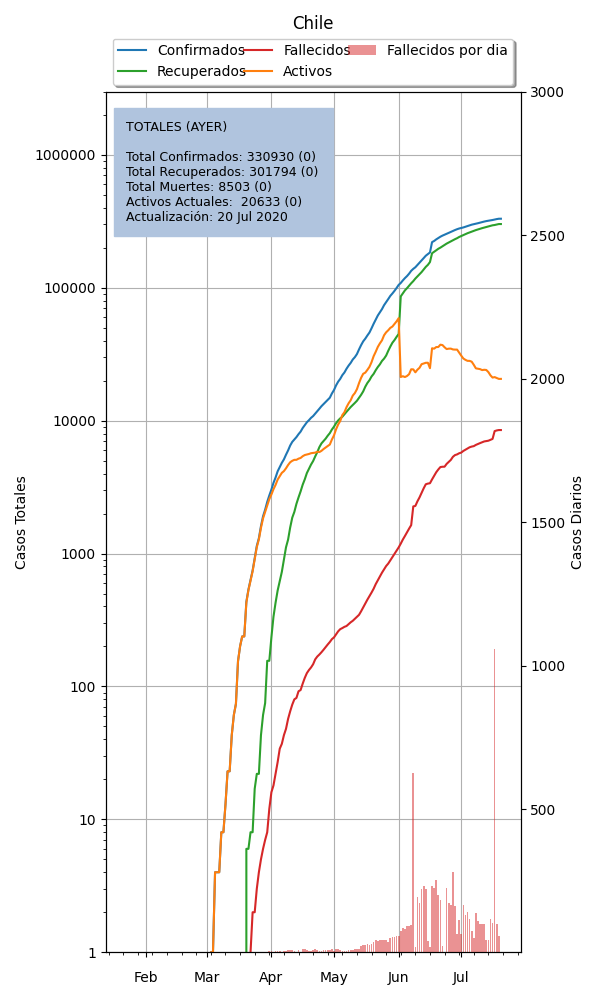 Chile
Confirmados
Recuperados
Fallecidos
Activos
Fallecidos por dia
TOTALES (AYER)
Total Confirmados: 330930 (0)
Total Recuperados: 301794 (0)
Total Muertes: 8503 (0)
Activos Actuales:  20633 (0)
Actualización: 20 Jul 2020
Casos Totales
1000000
100000
10000
1000
100
10
1
Casos Diarios
3000
2500
2000
1500
1000
500
Feb
Mar
Apr
May
Jun
Jul